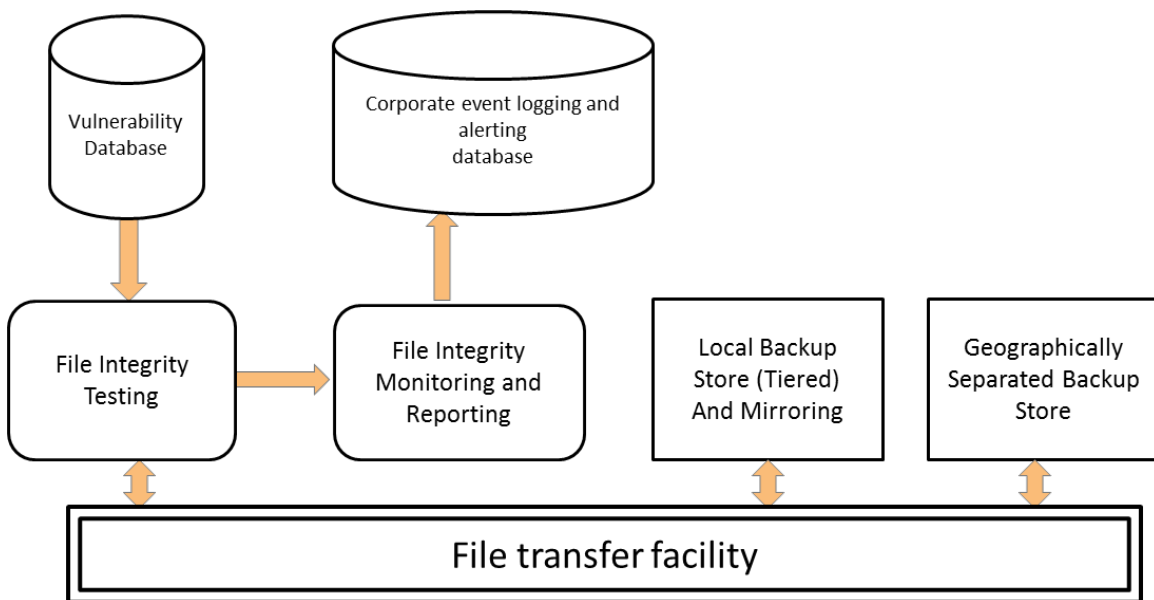 Vulnerability
Database
Corporate event logging and
alerting
database
File Integrity
Testing
File Integrity
Monitoring and
Reporting
Local Backup
Store (Tiered)
And Mirroring
Geographically
Separated Backup
Store
File transfer facility